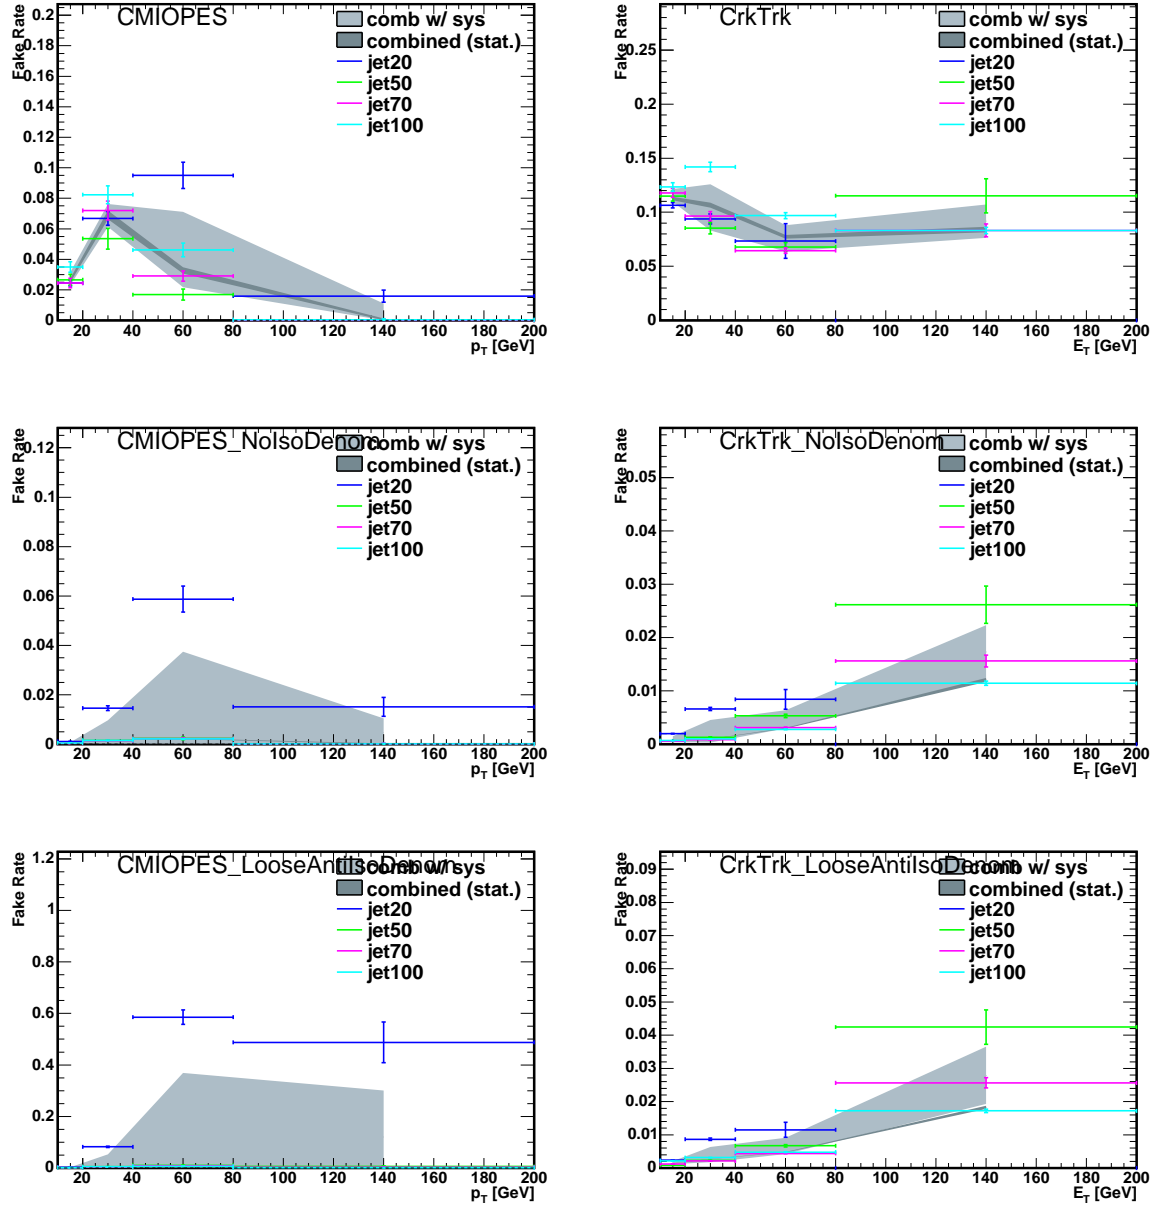 CMIOPES
Fake Rate
0.2
0.18
0.16
0.14
0.12
0.1
0.08
0.06
0.04
0.02
0
comb w/ sys
combined (stat.)
jet20
jet50
jet70
jet100
20 40 60 80 100 120 140 160 180 200
p_T [GeV]
CrkTrk
Fake Rate
0.25
0.2
0.15
0.1
0.05
0
comb w/ sys
combined (stat.)
jet20
jet50
jet70
jet100
20 40 60 80 100 120 140 160 180 200
E_T [GeV]
CMIOPES_NoIsoDenom
Fake Rate
0.12
0.1
0.08
0.06
0.04
0.02
0
comb w/ sys
combined (stat.)
jet20
jet50
jet70
jet100
20 40 60 80 100 120 140 160 180 200
p_T [GeV]
CrkTrk_NoIsoDenom
Fake Rate
0.05
0.04
0.03
0.02
0.01
0
comb w/ sys
combined (stat.)
jet20
jet50
jet70
jet100
20 40 60 80 100 120 140 160 180 200
E_T [GeV]
CMIOPES_LooseAntiIsoDenom
Fake Rate
1.2
1
0.8
0.6
0.4
0.2
0
comb w/ sys
combined (stat.)
jet20
jet50
jet70
jet100
20 40 60 80 100 120 140 160 180 200
p_T [GeV]
CrkTrk_LooseAntiIsoDenom
Fake Rate
0.09
0.08
0.07
0.06
0.05
0.04
0.03
0.02
0.01
0
comb w/ sys
combined (stat.)
jet20
jet50
jet70
jet100
20 40 60 80 100 120 140 160 180 200
E_T [GeV]